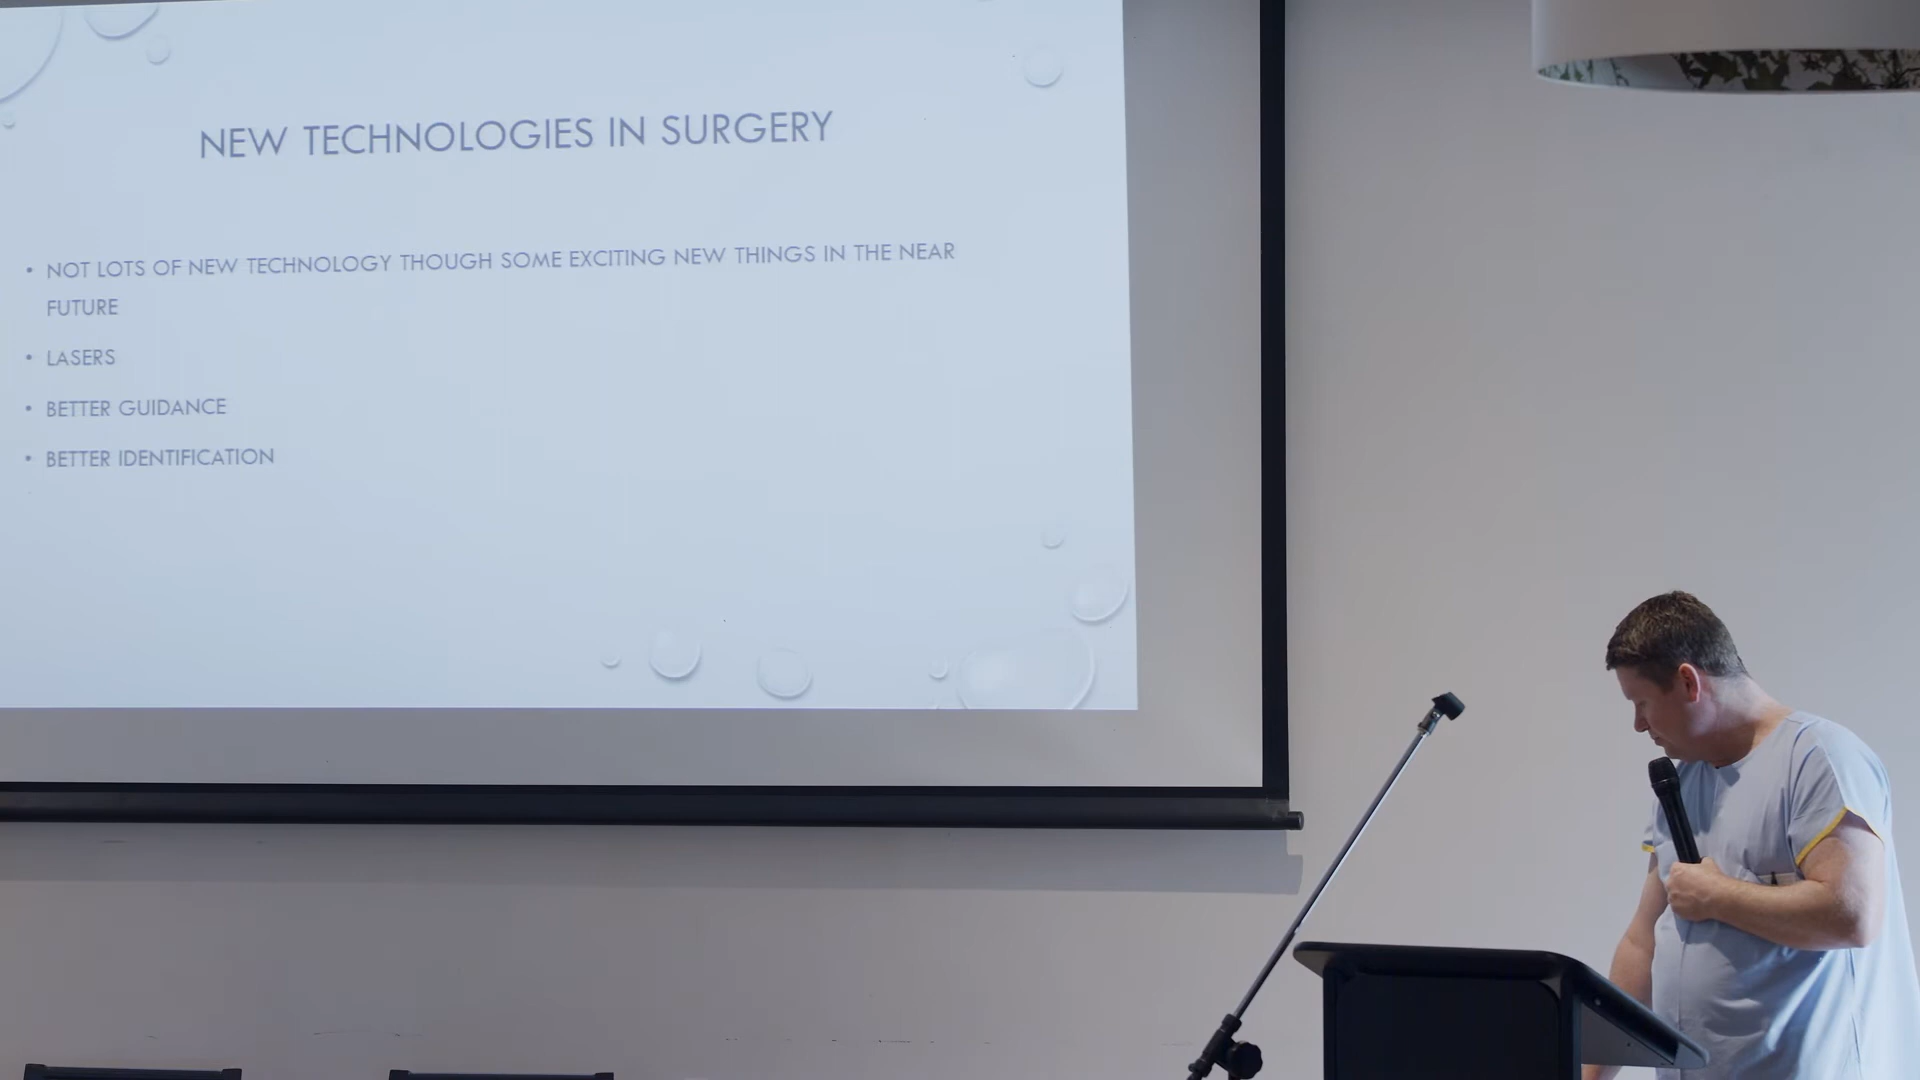 NEW TECHNOLOGIES IN SURGERY
• NOT LOTS OF NEW TECHNOLOGY THOUGH SOME EXCITING NEW THINGS IN THE NEAR
FUTURE
• LASERS
• BETTER GUIDANCE
• BETTER IDENTIFICATION